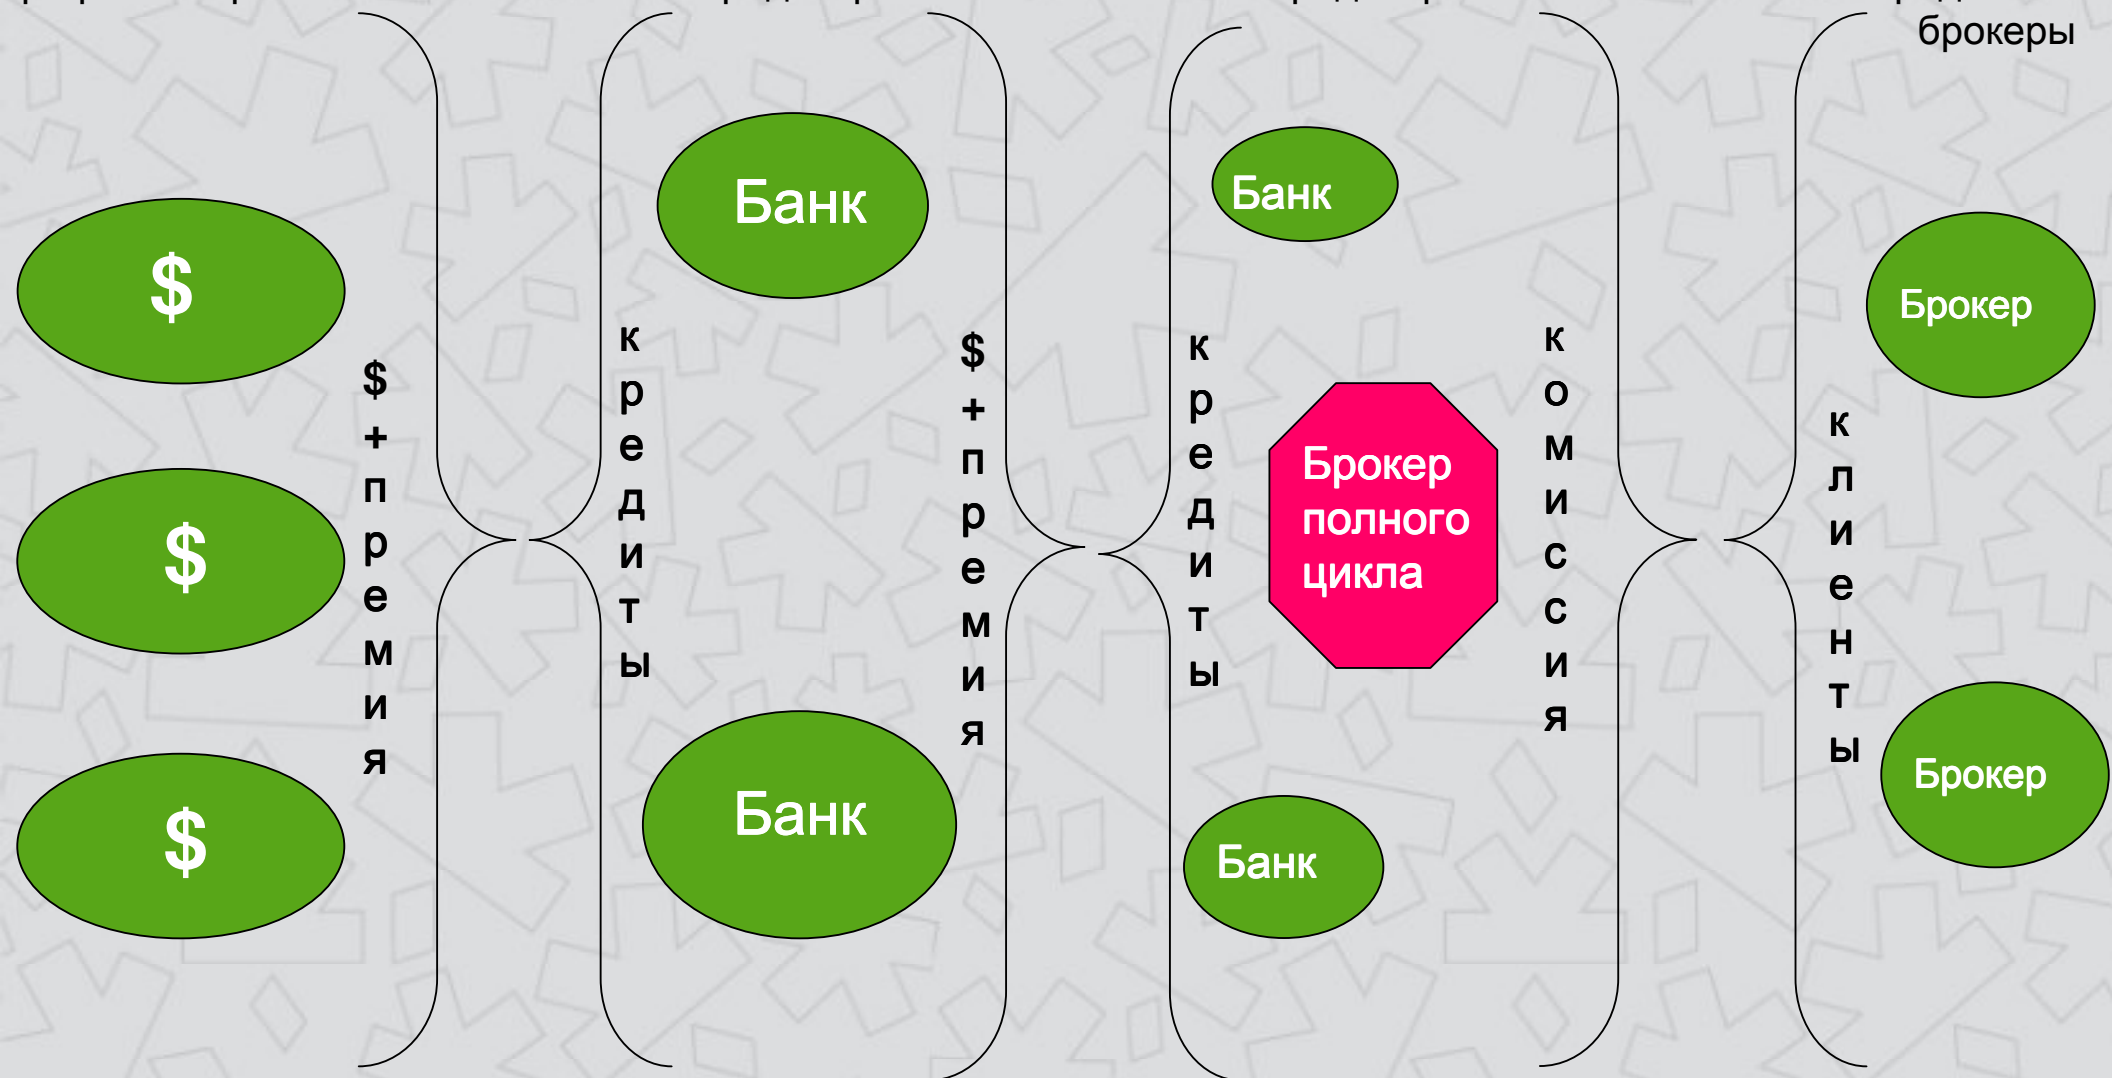 брокеры
$
$
$
$+премия
кредиты
Банк
Банк
$+премия
кредиты
Банк
Брокер
полного
цикла
Банк
комиссия
клиенты
Брокер
Брокер